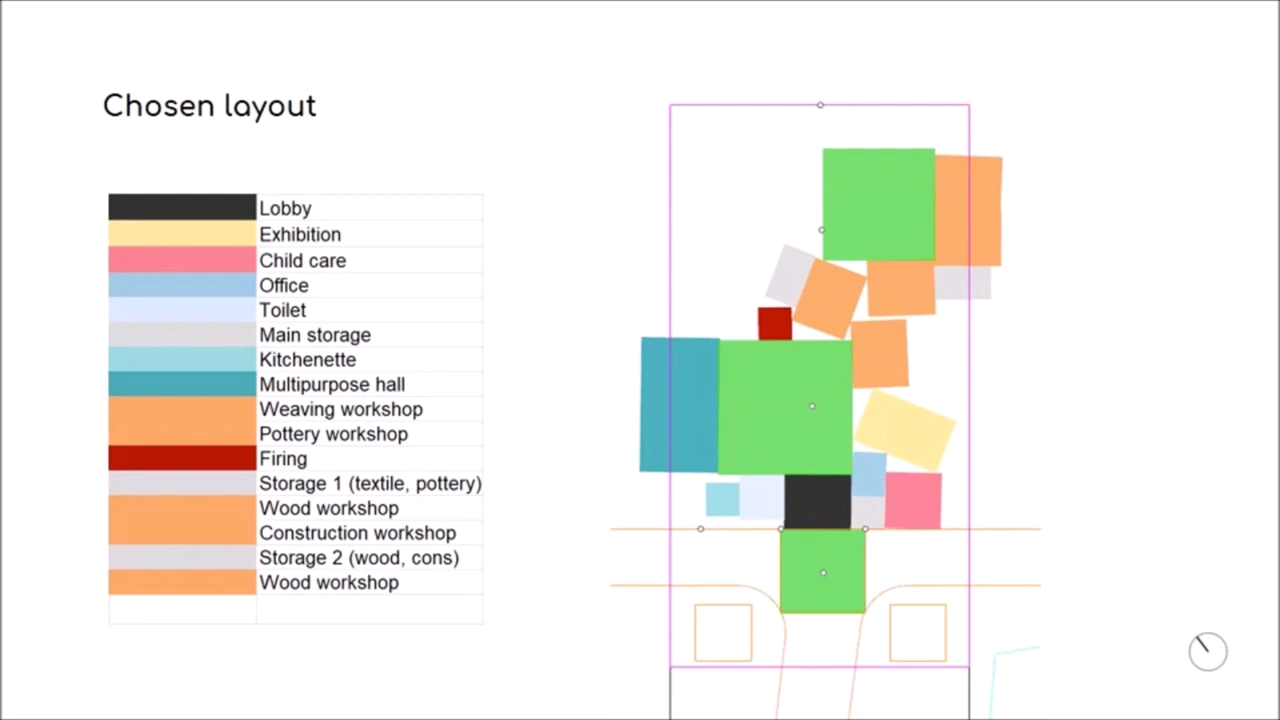 Chosen layout
Lobby
Exhibition
Child care
Office
Toilet
Main storage
Kitchenette
Multipurpose hall
Weaving workshop
Pottery workshop
Firing
Storage 1 (textile, pottery)
Wood workshop
Construction workshop
Storage 2 (wood, cons)
Wood workshop